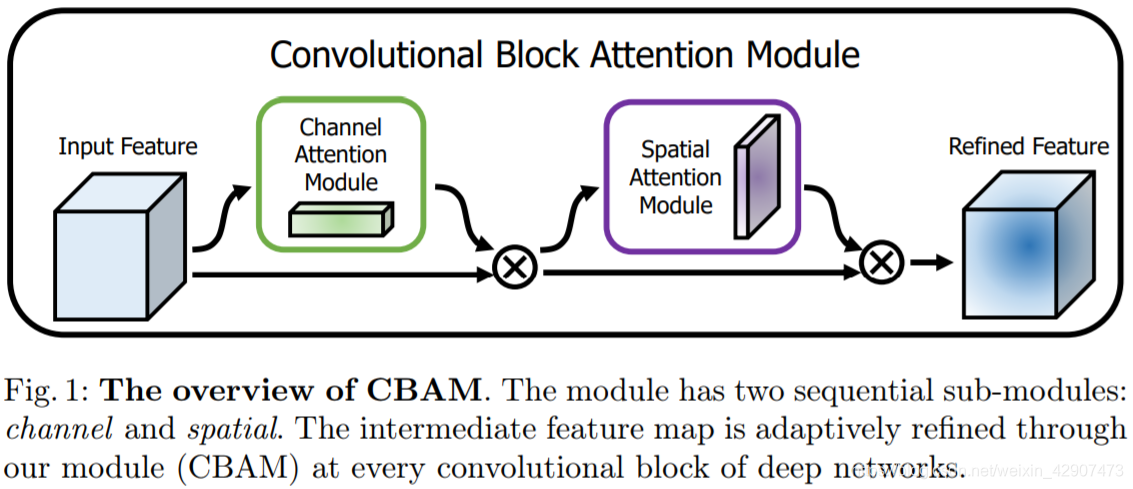 Convolutional Block Attention Module
Input Feature
Channel
Attention
Module
Spatial
Attention
Module
Refined Feature
Fig. 1: The overview of CBAM. The module has two sequential sub-modules:
channel and spatial. The intermediate feature map is adaptively refined through
our module (CBAM) at every convolutional block of deep networks.
net/weixin_42907473